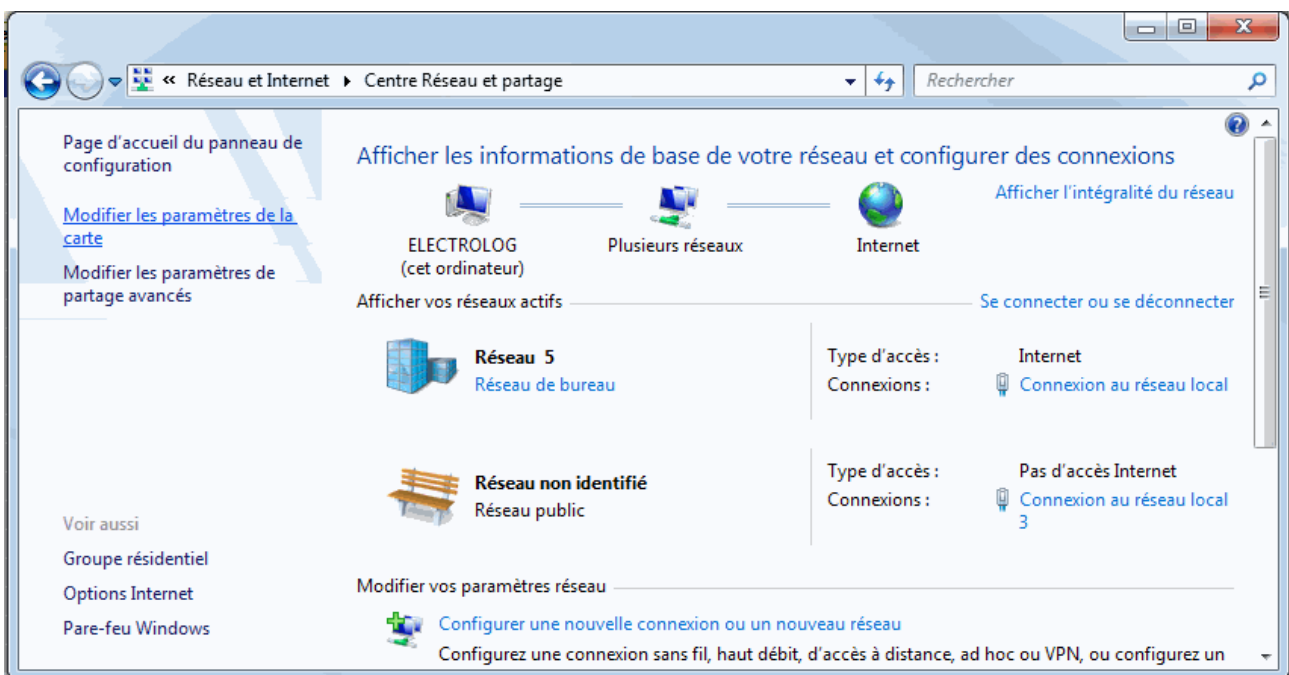 « Réseau et Internet ▸ Centre Réseau et partage
Rechercher
Page d'accueil du panneau de
configuration
Modifier les paramètres de la
carte
Modifier les paramètres de
partage avancés
Voir aussi
Groupe résidentiel
Options Internet
Pare-feu Windows
Afficher les informations de base de votre réseau et configurer des connexions
Afficher l'intégralité du réseau
ELECTROLOG
(cet ordinateur)
Plusieurs réseaux
Internet
Afficher vos réseaux actifs
Se connecter ou se déconnecter
Réseau 5
Réseau de bureau
Type d'accès : Internet
Connexions : Connexion au réseau local
Réseau non identifié
Réseau public
Type d'accès : Pas d'accès Internet
Connexions : Connexion au réseau local
3
Modifier vos paramètres réseau
Configurer une nouvelle connexion ou un nouveau réseau
Configurez une connexion sans fil, haut débit, d'accès à distance, ad hoc ou VPN, ou configurez un